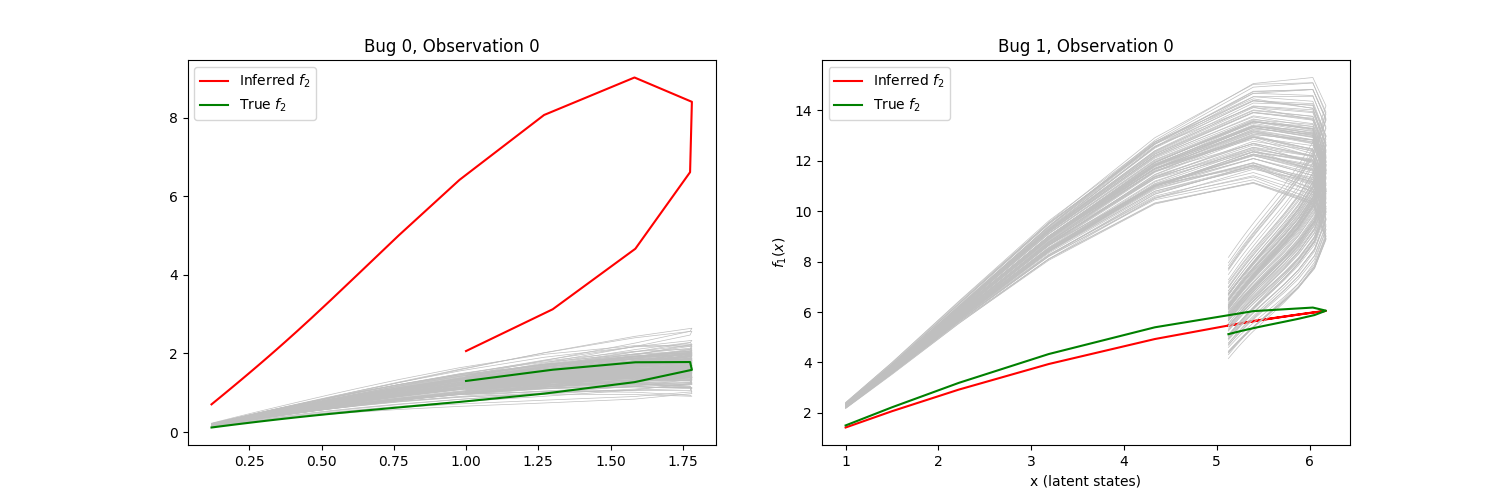 Bug 0, Observation 0
Inferred f₂
True f₂
8
6
4
2
0
0.25 0.50 0.75 1.00 1.25 1.50 1.75
Bug 1, Observation 0
Inferred f₂
True f₂
14
12
10
8
6
4
2
f₁(x)
1 2 3 4 5 6
x (latent states)